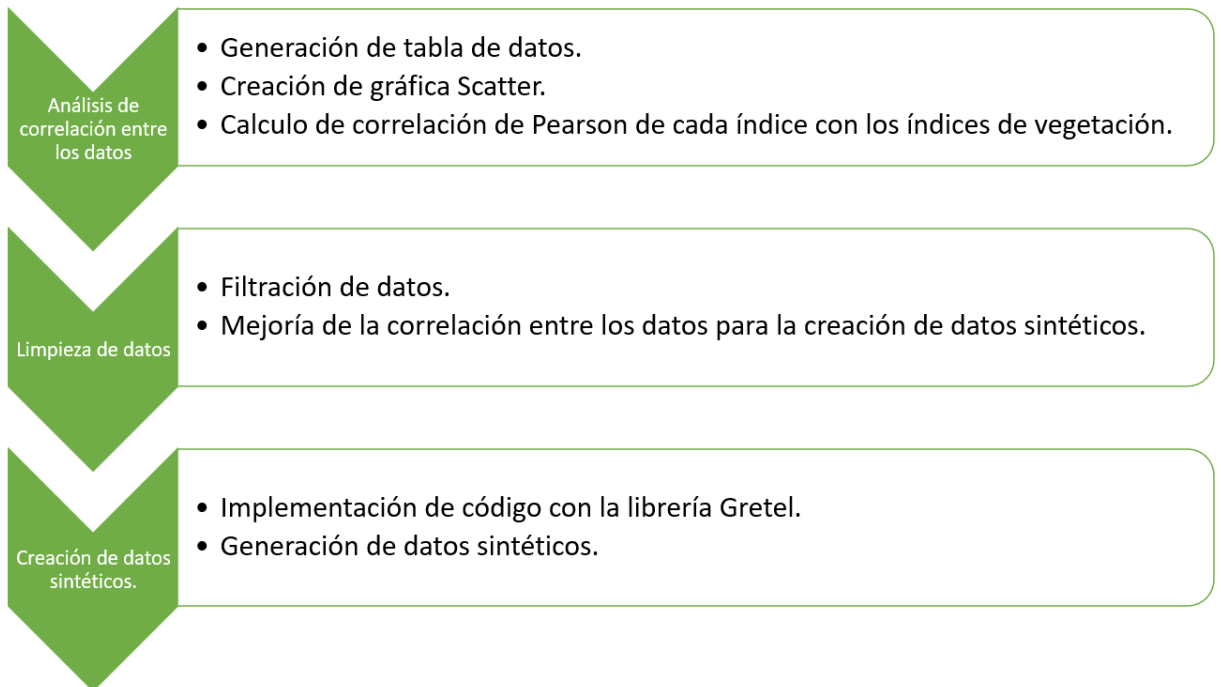 Análisis de
correlación entre
los datos
• Generación de tabla de datos.
• Creación de gráfica Scatter.
• Calculo de correlación de Pearson de cada índice con los índices de vegetación.
Limpieza de datos
• Filtración de datos.
• Mejoría de la correlación entre los datos para la creación de datos sintéticos.
Creación de datos
sintéticos.
• Implementación de código con la librería Gretel.
• Generación de datos sintéticos.